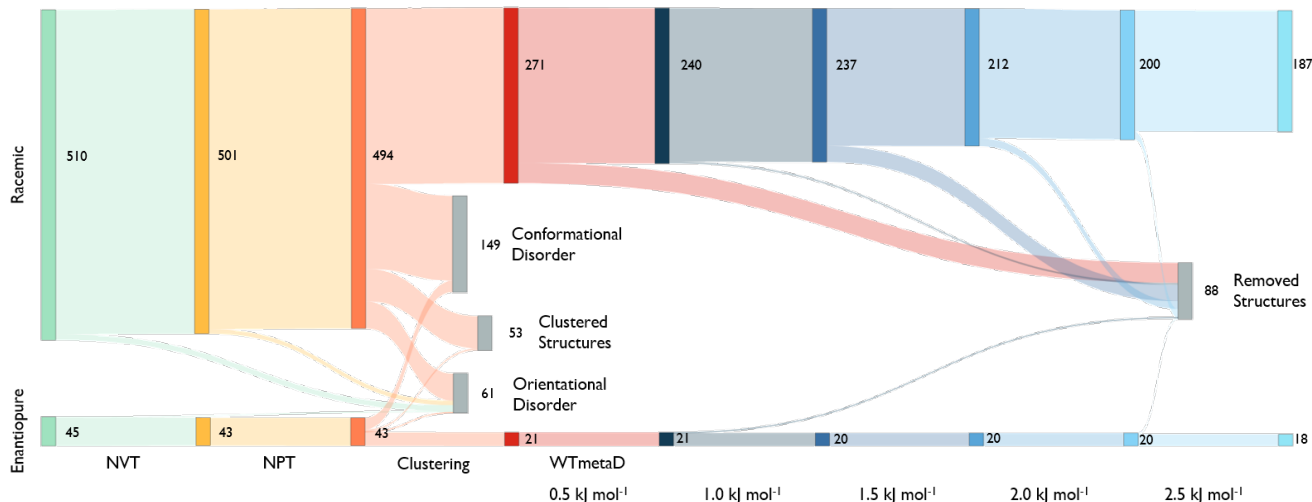 Racemic
510
501
494
271
240
237
212
200
187
149
Conformational
Disorder
53
Clustered
Structures
61
Orientational
Disorder
88
Removed
Structures
Enantiopure
45
43
43
21
21
20
20
20
18
NVT
NPT
Clustering
WTmetaD
0.5 kJ mol⁻¹
1.0 kJ mol⁻¹
1.5 kJ mol⁻¹
2.0 kJ mol⁻¹
2.5 kJ mol⁻¹